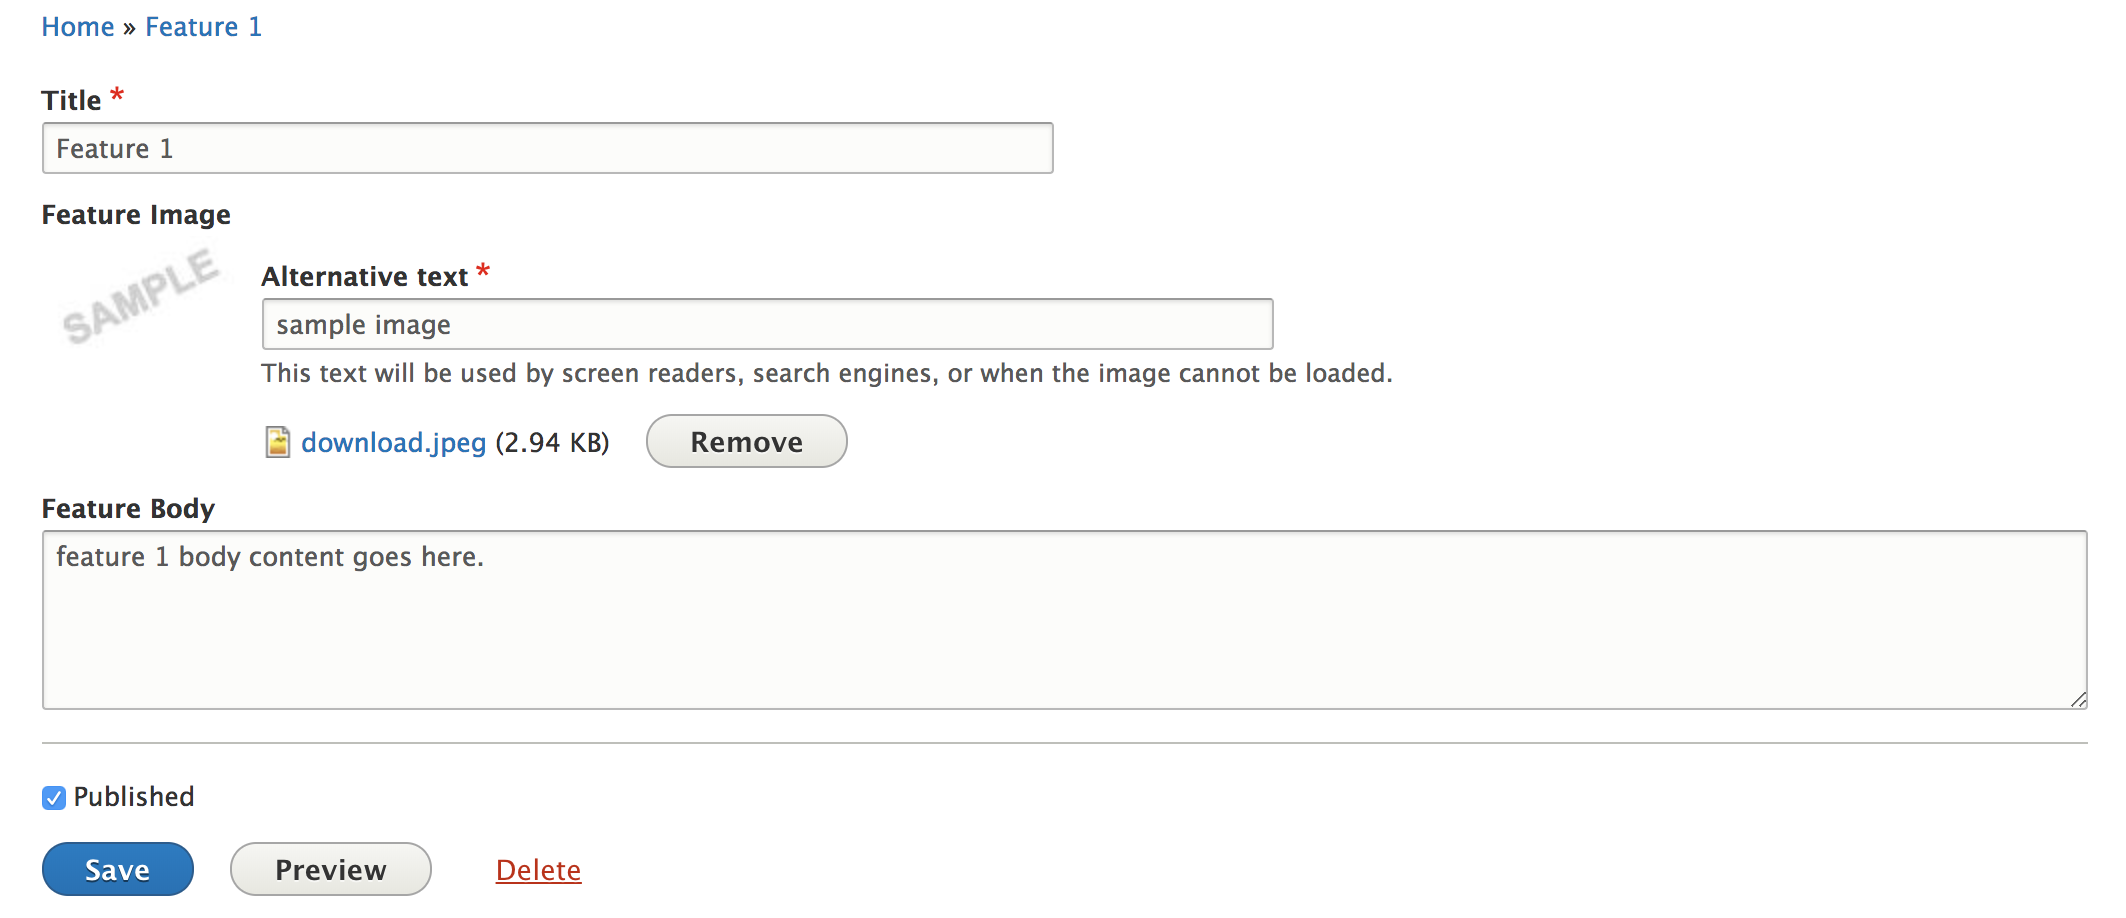 Home » Feature 1
Title *
Feature 1
Feature Image
SAMPLE
Alternative text *
sample image
This text will be used by screen readers, search engines, or when the image cannot be loaded.
download.jpeg (2.94 KB) Remove
Feature Body
feature 1 body content goes here.
Published
Save Preview Delete